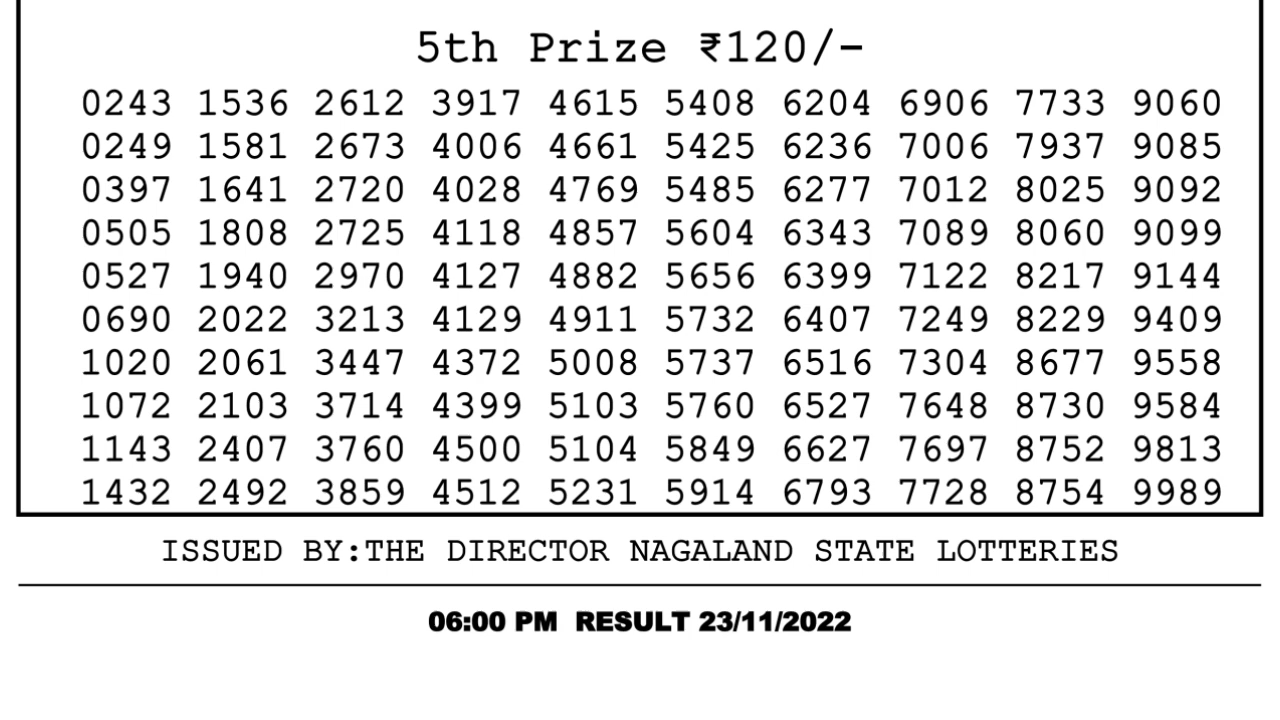 5th Prize ₹120/-
0243 1536 2612 3917 4615 5408 6204 6906 7733 9060
0249 1581 2673 4006 4661 5425 6236 7006 7937 9085
0397 1641 2720 4028 4769 5485 6277 7012 8025 9092
0505 1808 2725 4118 4857 5604 6343 7089 8060 9099
0527 1940 2970 4127 4882 5656 6399 7122 8217 9144
0690 2022 3213 4129 4911 5732 6407 7249 8229 9409
1020 2061 3447 4372 5008 5737 6516 7304 8677 9558
1072 2103 3714 4399 5103 5760 6527 7648 8730 9584
1143 2407 3760 4500 5104 5849 6627 7697 8752 9813
1432 2492 3859 4512 5231 5914 6793 7728 8754 9989
ISSUED BY:THE DIRECTOR NAGALAND STATE LOTTERIES
06:00 PM RESULT 23/11/2022